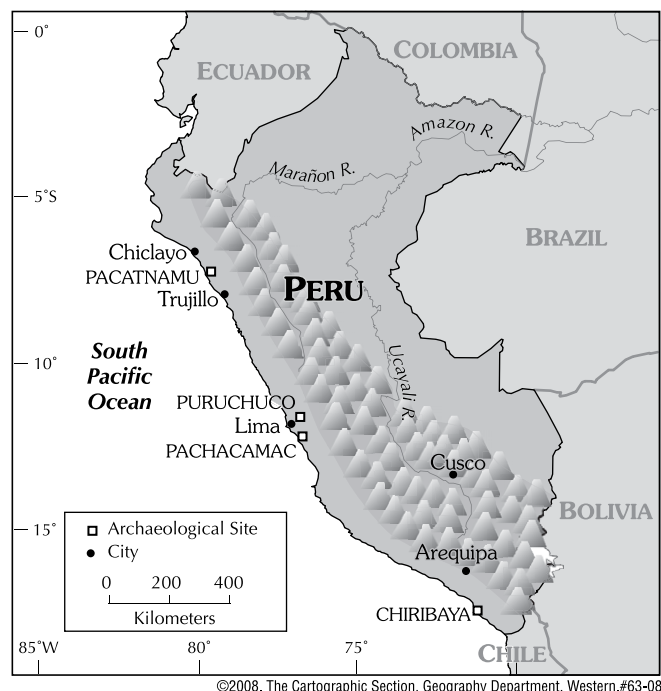 0°
COLOMBIA
ECUADOR
Amazon R.
Marañon R.
5°S
BRAZIL
Chiclayo
PACATNAMU
PERU
Trujillo
South
Pacific
Ocean
10°
Ucayali R.
PURUCHUCO
Lima
PACHACAMAC
Cusco
BOLIVIA
15°
Archaeological Site
City
0 200 400
Kilometers
Arequipa
CHIRIBAYA
CHILE
85°W 80° 75°
©2008, The Cartographic Section, Geography Department, Western,#63-08